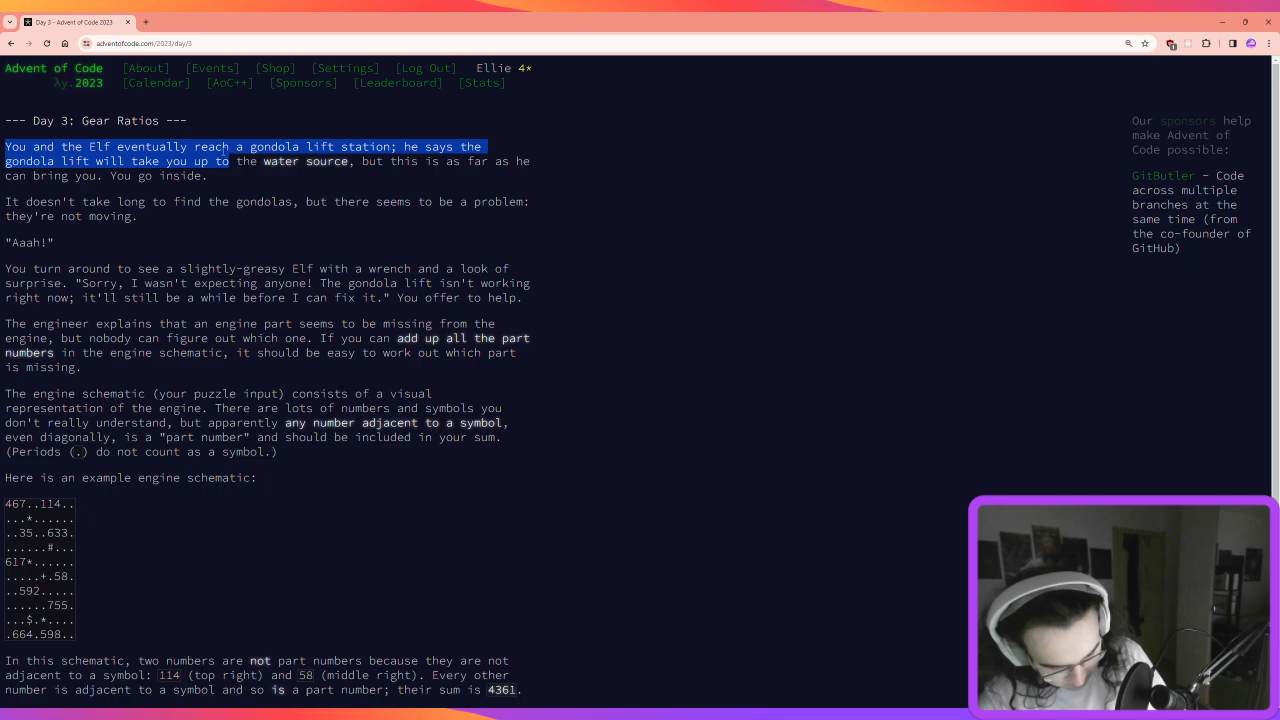 Day 3 - Advent of Code 2023
adventofcode.com/2023/day/3
Advent of Code [About] [Events] [Shop] [Settings] [Log Out] Ellie 4*
λy.2023 [Calendar] [AoC++] [Sponsors] [Leaderboard] [Stats]
--- Day 3: Gear Ratios ---
You and the Elf eventually reach a gondola lift station; he says the
gondola lift will take you up to the water source, but this is as far as he
can bring you. You go inside.
It doesn't take long to find the gondolas, but there seems to be a problem:
they're not moving.
"Aaah!"
You turn around to see a slightly-greasy Elf with a wrench and a look of
surprise. "Sorry, I wasn't expecting anyone! The gondola lift isn't working
right now; it'll still be a while before I can fix it." You offer to help.
The engineer explains that an engine part seems to be missing from the
engine, but nobody can figure out which one. If you can add up all the part
numbers in the engine schematic, it should be easy to work out which part
is missing.
The engine schematic (your puzzle input) consists of a visual
representation of the engine. There are lots of numbers and symbols you
don't really understand, but apparently any number adjacent to a symbol,
even diagonally, is a "part number" and should be included in your sum.
(Periods (.) do not count as a symbol.)
Here is an example engine schematic:
467..114..
...*......
..35..633.
......#...
617*......
.....+.58.
..592.....
......755.
...$.*....
.664.598..
In this schematic, two numbers are not part numbers because they are not
adjacent to a symbol: 114 (top right) and 58 (middle right). Every other
number is adjacent to a symbol and so is a part number; their sum is 4361.
Our sponsors help
make Advent of
Code possible:
GitButler - Code
across multiple
branches at the
same time (from
the co-founder of
GitHub)